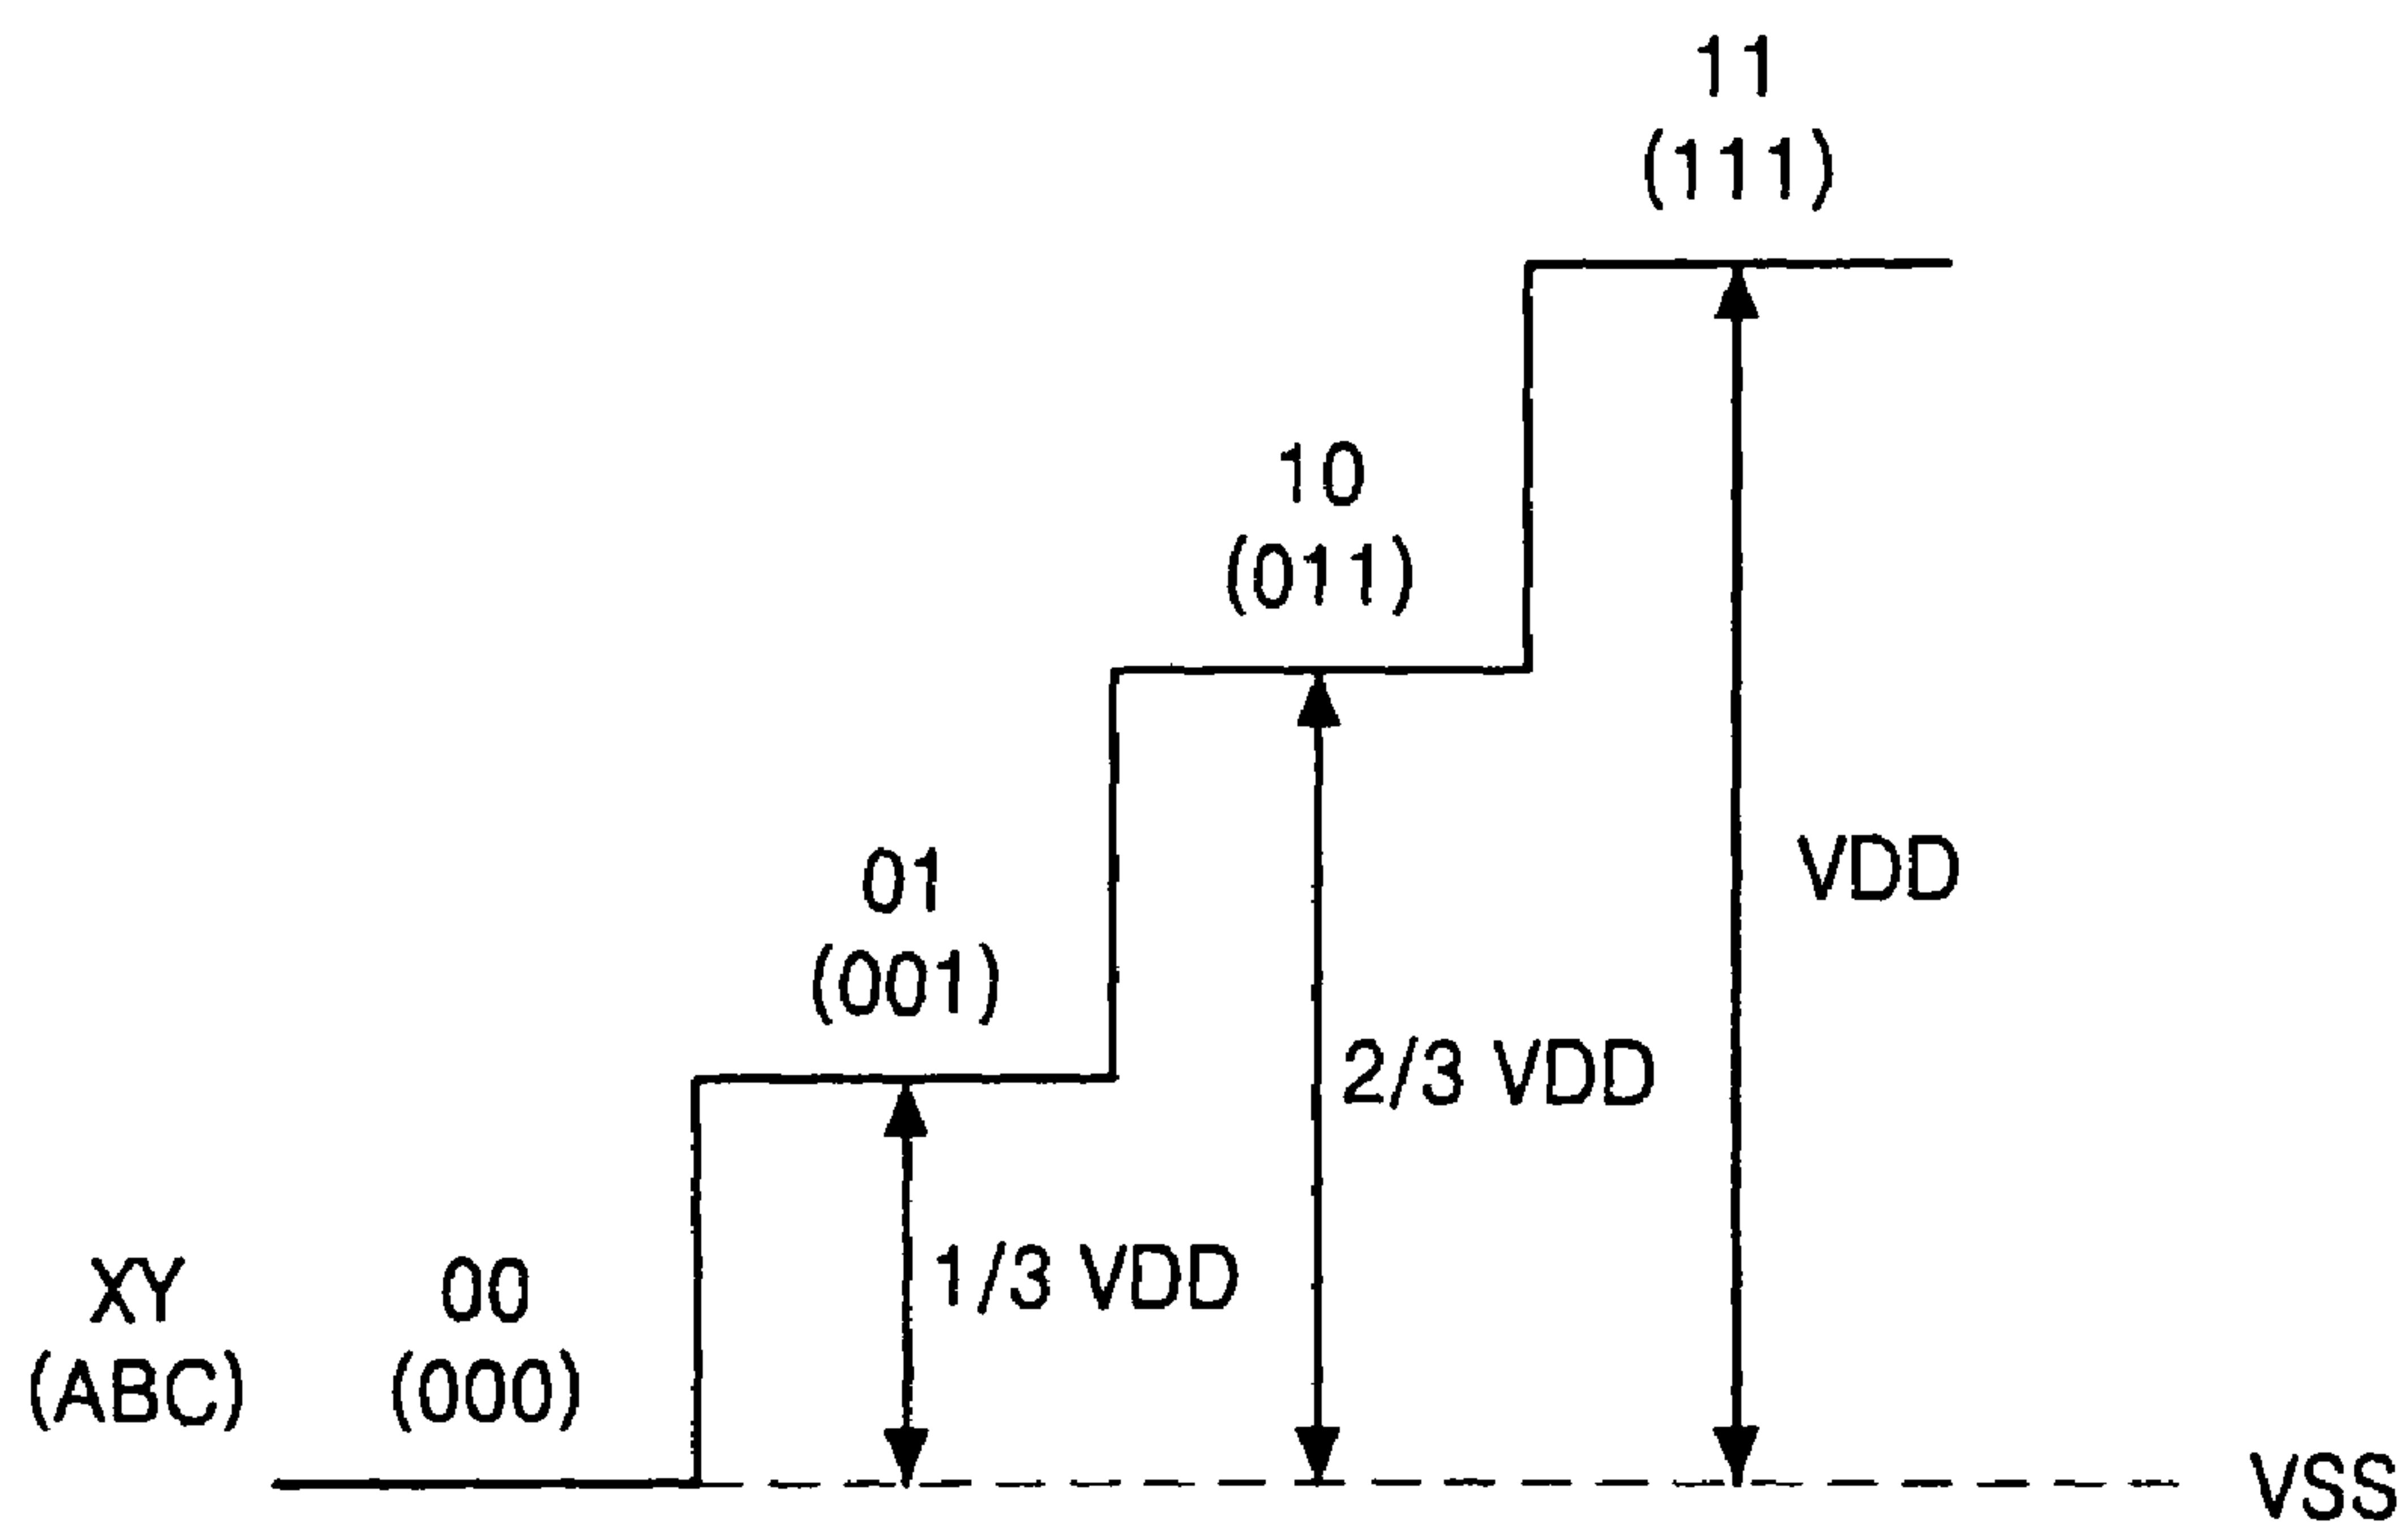 11
(111)
10
(011)
VDD
01
(001)
2/3 VDD
1/3 VDD
XY
(ABC)
00
(000)
VSS